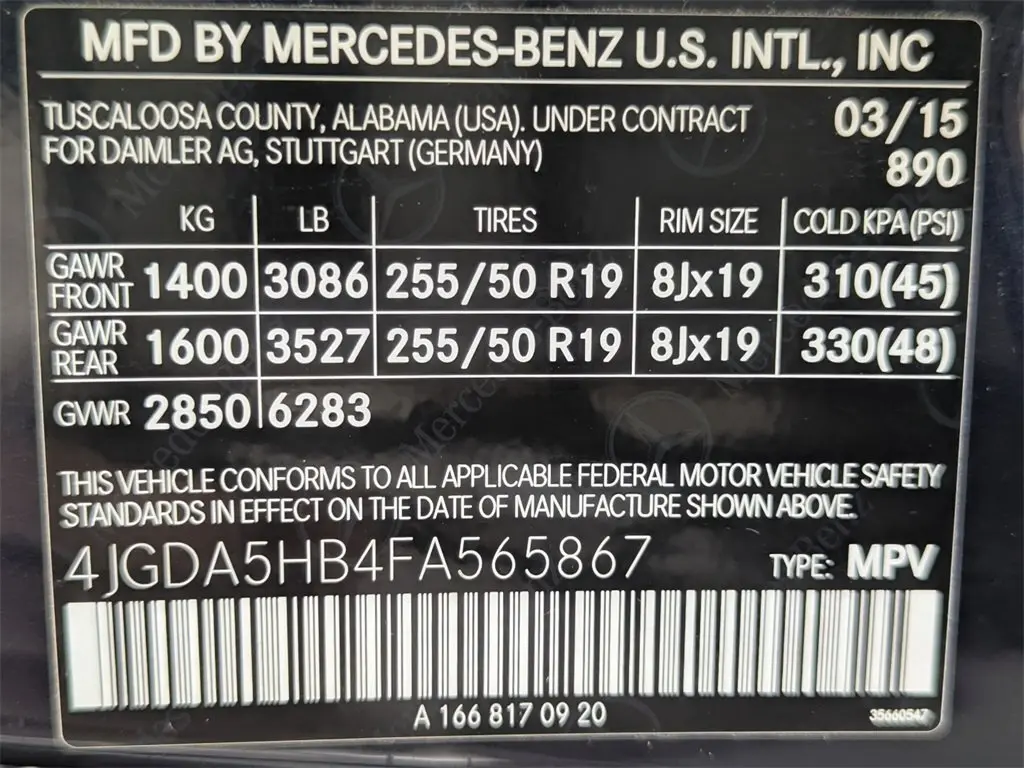 MFD BY MERCEDES-BENZ U.S. INTL., INC
TUSCALOOSA COUNTY, ALABAMA (USA). UNDER CONTRACT 03/15
FOR DAIMLER AG, STUTTGART (GERMANY) 890
KG LB TIRES RIM SIZE COLD KPA(PSI)
GAWR FRONT 1400 3086 255/50 R19 8Jx19 310(45)
GAWR REAR 1600 3527 255/50 R19 8Jx19 330(48)
GVWR 2850 6283
THIS VEHICLE CONFORMS TO ALL APPLICABLE FEDERAL MOTOR VEHICLE SAFETY
STANDARDS IN EFFECT ON THE DATE OF MANUFACTURE SHOWN ABOVE.
4JGDA5HB4FA565867 TYPE: MPV
A 166 817 09 20 35660547